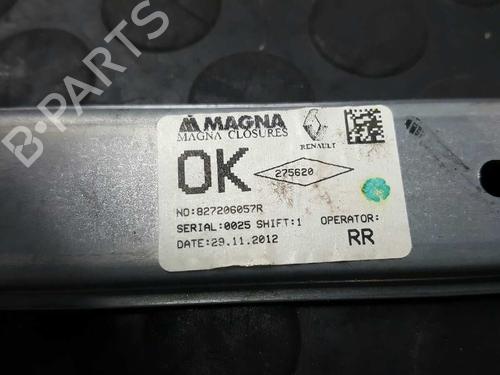 MAGNA
MAGNA CLOSURES
RENAULT
OK
275620
NO:827206057R
SERIAL:0025 SHIFT:1 OPERATOR:
DATE:29.11.2012 RR
B-PARTS